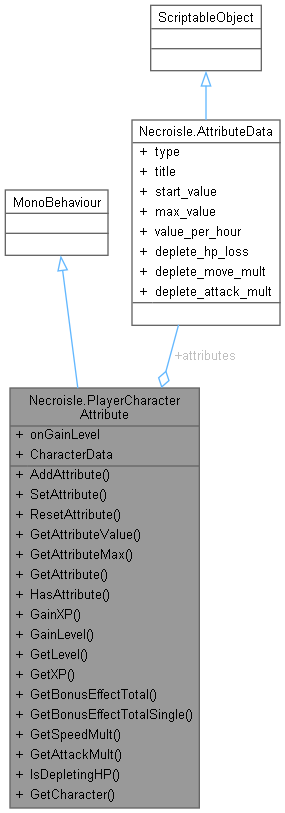 ScriptableObject
Necroisle.AttributeData
+ type
+ title
+ start_value
+ max_value
+ value_per_hour
+ deplete_hp_loss
+ deplete_move_mult
+ deplete_attack_mult
MonoBehaviour
+attributes
Necroisle.PlayerCharacter
Attribute
+ onGainLevel
+ CharacterData
+ AddAttribute()
+ SetAttribute()
+ ResetAttribute()
+ GetAttributeValue()
+ GetAttributeMax()
+ GetAttribute()
+ HasAttribute()
+ GainXP()
+ GainLevel()
+ GetLevel()
+ GetXP()
+ GetBonusEffectTotal()
+ GetBonusEffectTotalSingle()
+ GetSpeedMult()
+ GetAttackMult()
+ IsDepletingHP()
+ GetCharacter()